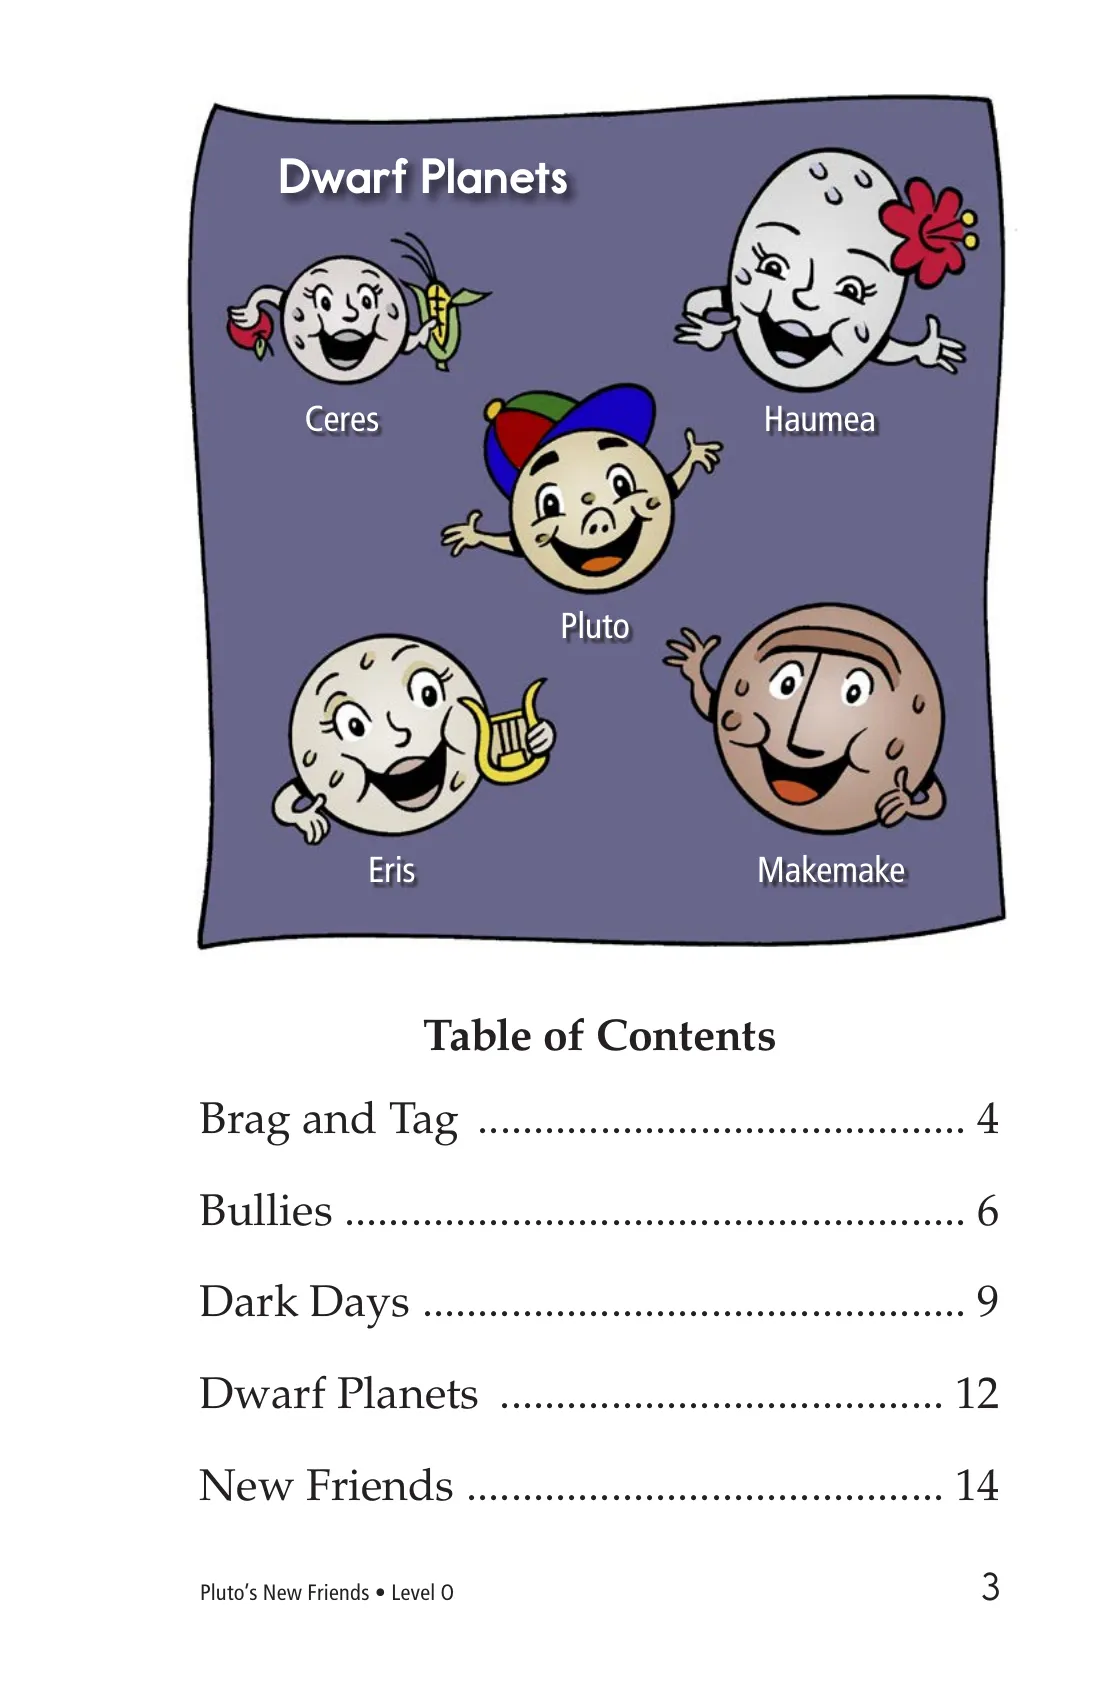 Dwarf Planets
Ceres
Haumea
Pluto
Eris
Makemake
Table of Contents
Brag and Tag ............................................ 4
Bullies ........................................................ 6
Dark Days ................................................. 9
Dwarf Planets ........................................ 12
New Friends ........................................... 14
Pluto’s New Friends • Level O
3